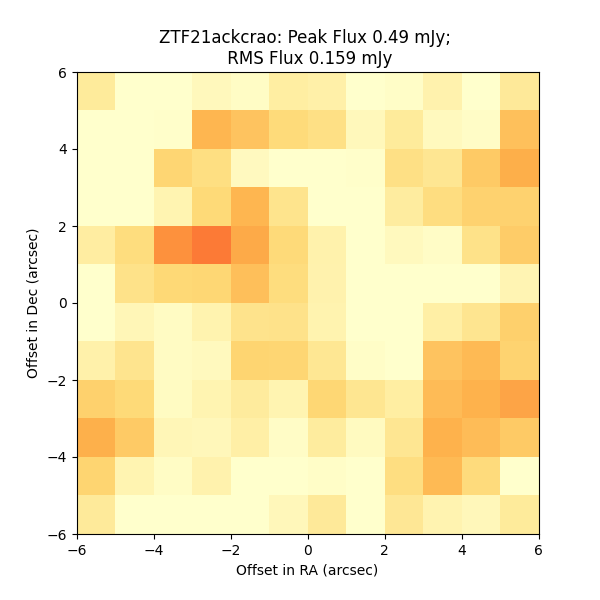 ZTF21ackcrao: Peak Flux 0.49 mJy;
RMS Flux 0.159 mJy
6
4
2
0
−2
−4
−6
Offset in Dec (arcsec)
−6 −4 −2 0 2 4 6
Offset in RA (arcsec)